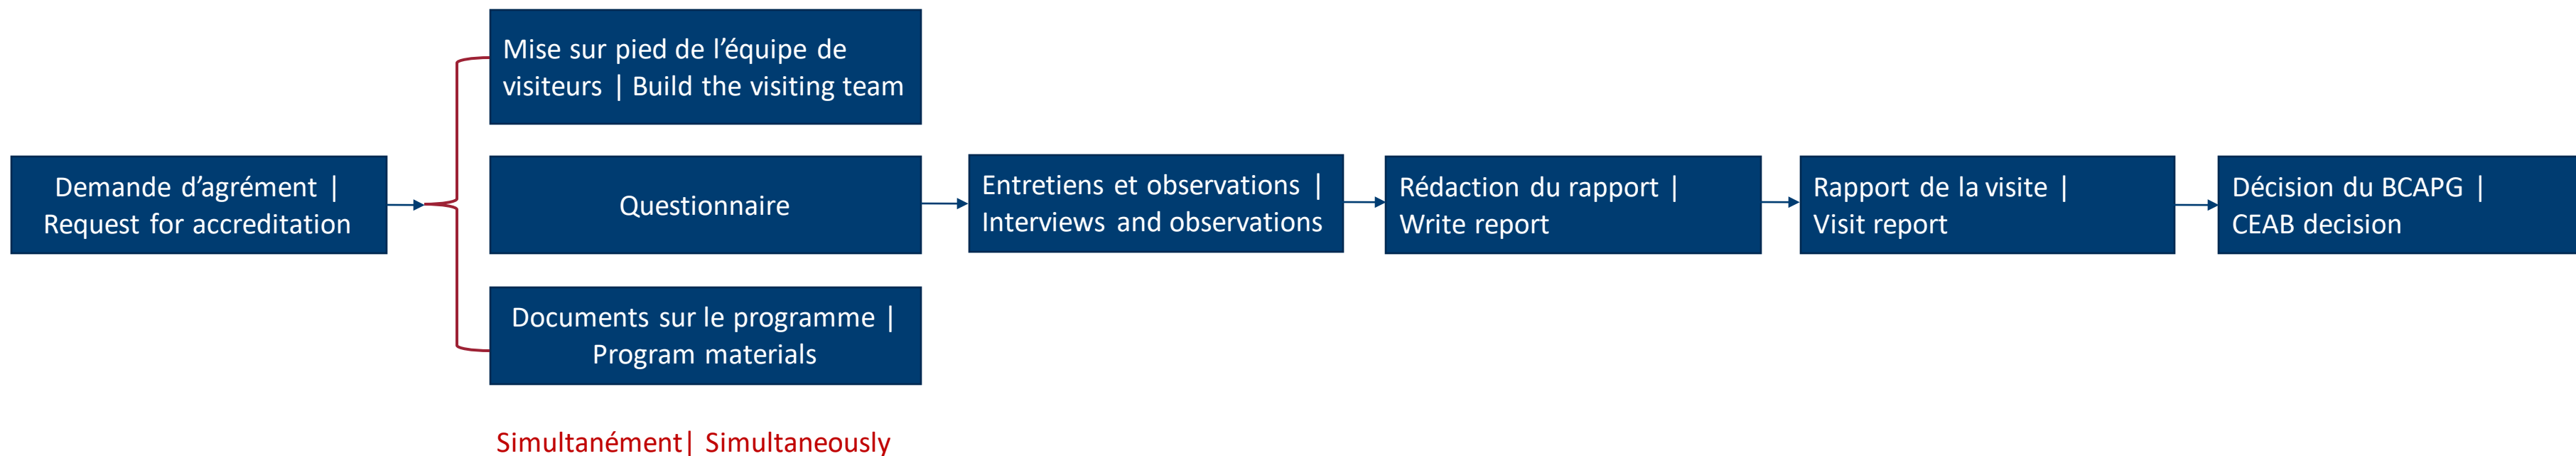 Demande d’agrément |
Request for accreditation
Mise sur pied de l’équipe de
visiteurs | Build the visiting team
Questionnaire
Documents sur le programme |
Program materials
Simultanément| Simultaneously
Entretiens et observations |
Interviews and observations
Rédaction du rapport |
Write report
Rapport de la visite |
Visit report
Décision du BCAPG |
CEAB decision